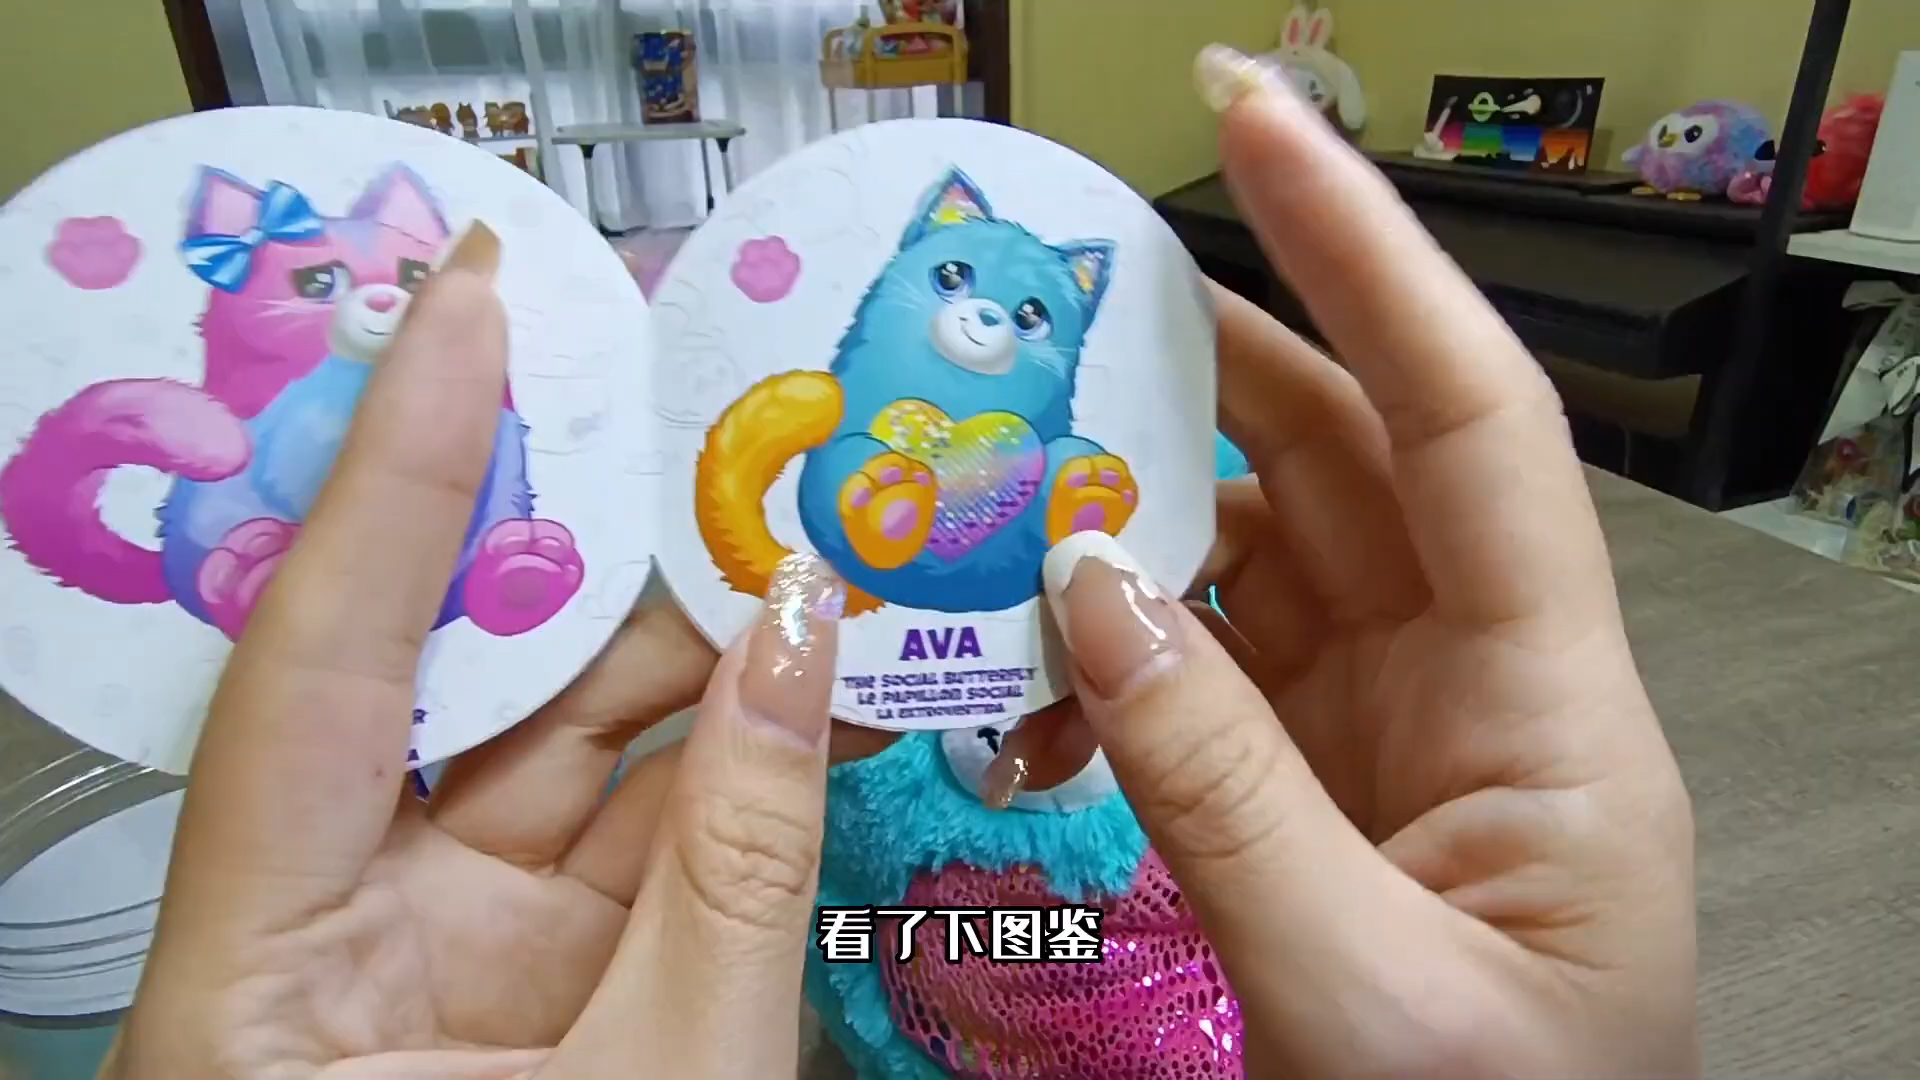 AVA
THE SOCIAL BUTTERFLY
LE PAPILLON SOCIAL
LA EXTROVERTIDA
R
A
看了下图鉴